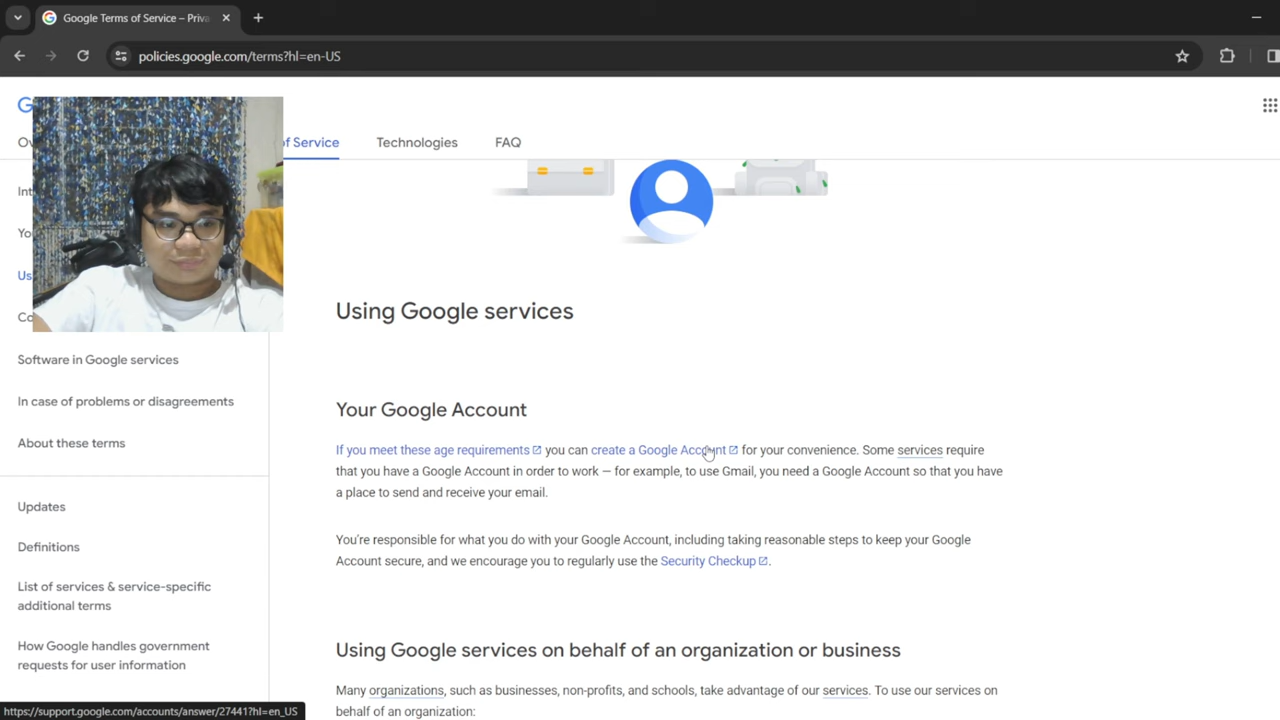 Google Terms of Service – Priva
policies.google.com/terms?hl=en-US
G
of Service
Technologies
FAQ
Software in Google services
In case of problems or disagreements
About these terms
Updates
Definitions
List of services & service-specific
additional terms
How Google handles government
requests for user information
Using Google services
Your Google Account
If you meet these age requirements you can create a Google Account for your convenience. Some services require
that you have a Google Account in order to work — for example, to use Gmail, you need a Google Account so that you have
a place to send and receive your email.
You're responsible for what you do with your Google Account, including taking reasonable steps to keep your Google
Account secure, and we encourage you to regularly use the Security Checkup.
Using Google services on behalf of an organization or business
Many organizations, such as businesses, non-profits, and schools, take advantage of our services. To use our services on
behalf of an organization:
https://support.google.com/accounts/answer/27441?hl=en_US